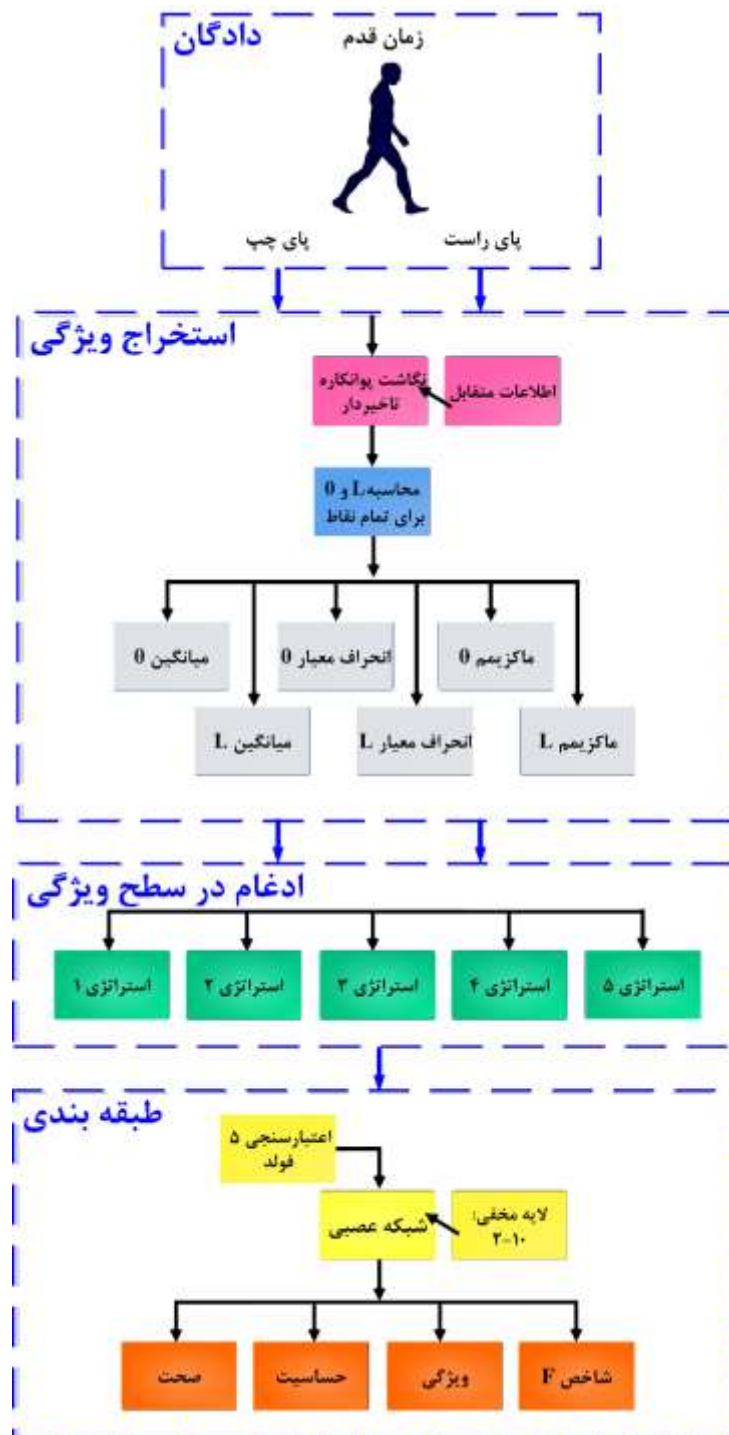 دادگان
زمان قدم
پای راست
پای چپ
استخراج ویژگی
نگاشت پوانکاره
تاخیردار
اطلاعات متقابل
محاسبه L و θ
برای تمام نقاط
ماکزیمم θ
انحراف معیار θ
میانگین θ
ماکزیمم L
انحراف معیار L
میانگین L
ادغام در سطح ویژگی
استراتژی ۵
استراتژی ۴
استراتژی ۳
استراتژی ۲
استراتژی ۱
طبقه بندی
اعتبارسنجی ۵
فولد
شبکه عصبی
لایه مخفی:
۲-۱۰
شاخص F
ویژگی
حساسیت
صحت